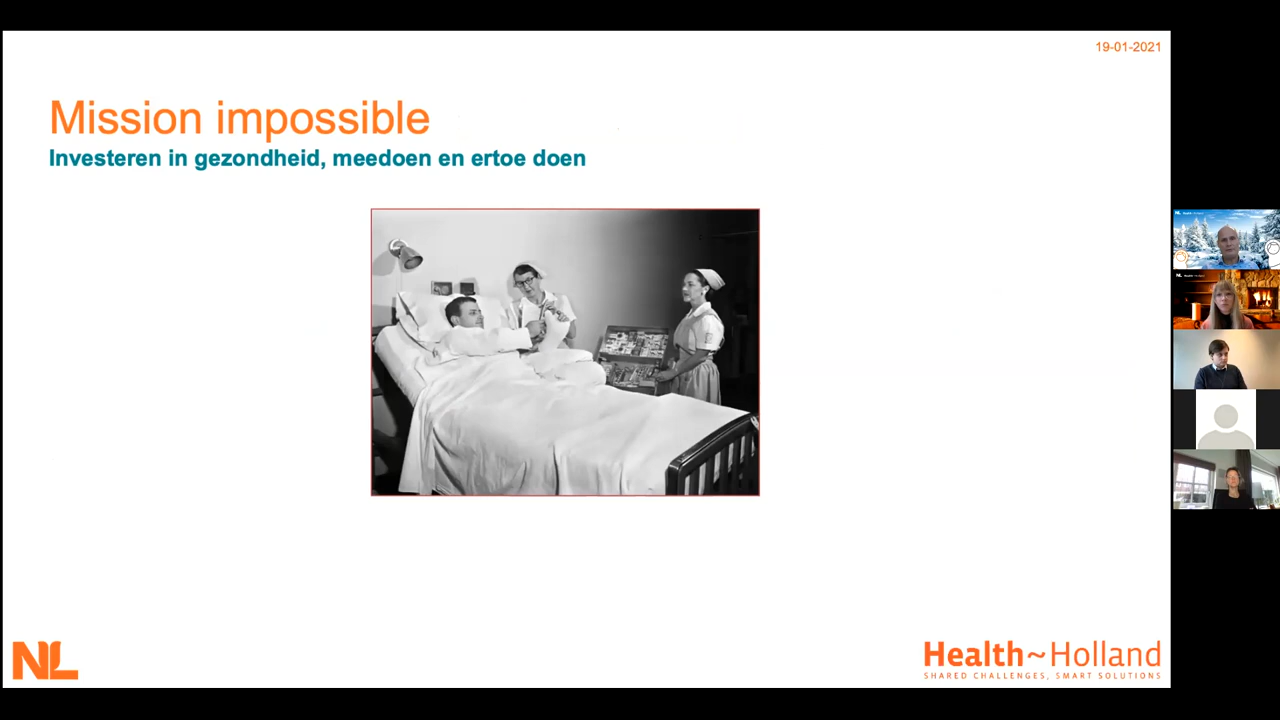 19-01-2021
Mission impossible
Investeren in gezondheid, meedoen en ertoe doen
NL
Health~Holland
SHARED CHALLENGES, SMART SOLUTIONS